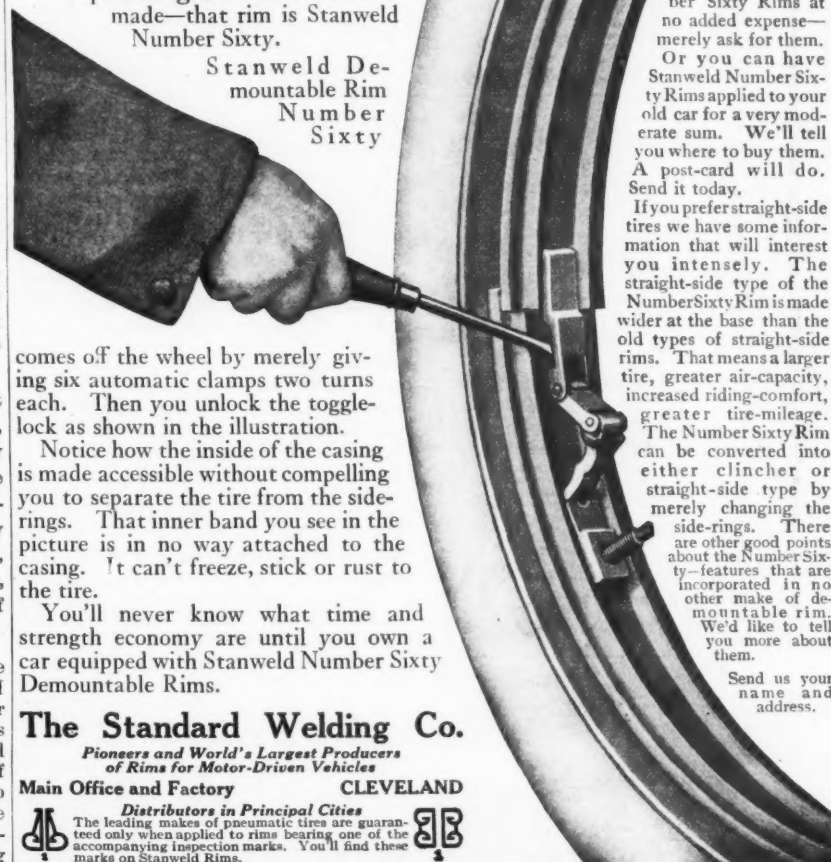 made—that rim is Stanweld
Number Sixty.
Stanweld De-
mountable Rim
Number
Sixty
comes off the wheel by merely giv-
ing six automatic clamps two turns
each. Then you unlock the toggle-
lock as shown in the illustration.
Notice how the inside of the casing
is made accessible without compelling
you to separate the tire from the side-
rings. That inner band you see in the
picture is in no way attached to the
casing. It can't freeze, stick or rust to
the tire.
You'll never know what time and
strength economy are until you own a
car equipped with Stanweld Number Sixty
Demountable Rims.
ber Sixty Rims at
no added expense—
merely ask for them.
Or you can have
Stanweld Number Six-
ty Rims applied to your
old car for a very mod-
erate sum. We'll tell
you where to buy them.
A post-card will do.
Send it today.
If you prefer straight-side
tires we have some infor-
mation that will interest
you intensely. The
straight-side type of the
Number Sixty Rim is made
wider at the base than the
old types of straight-side
rims. That means a larger
tire, greater air-capacity,
increased riding-comfort,
greater tire-mileage.
The Number Sixty Rim
can be converted into
either clincher or
straight-side type by
merely changing the
side-rings. There
are other good points
about the Number Six-
ty—features that are
incorporated in no
other make of de-
mountable rim.
We'd like to tell
you more about
them.
Send us your
name and
address.
The Standard Welding Co.
Pioneers and World's Largest Producers
of Rims for Motor-Driven Vehicles
Main Office and Factory CLEVELAND
Distributors in Principal Cities
The leading makes of pneumatic tires are guaran-
teed only when applied to rims bearing one of the
accompanying inspection marks. You'll find these
marks on Stanweld Rims.